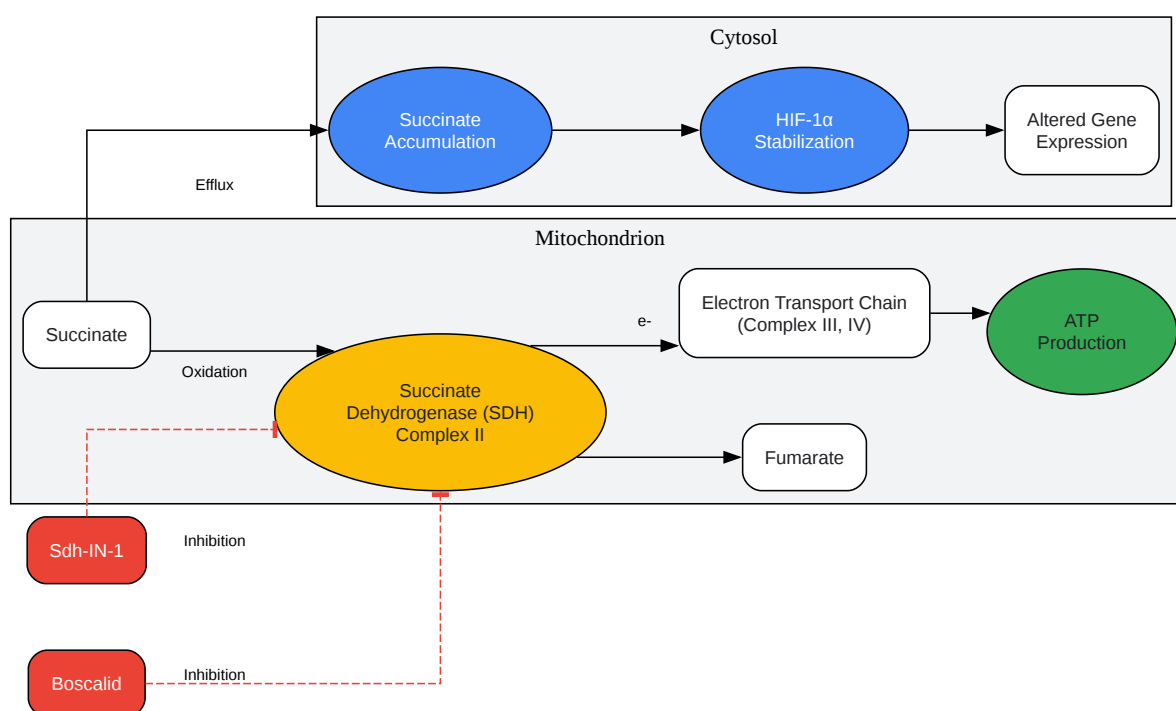 Cytosol
Succinate
Accumulation
HIF-1α
Stabilization
Altered Gene
Expression
Efflux
Mitochondrion
Succinate
Oxidation
Succinate
Dehydrogenase (SDH)
Complex II
e-
Electron Transport Chain
(Complex III, IV)
ATP
Production
Fumarate
Sdh-IN-1
Inhibition
Boscalid
Inhibition